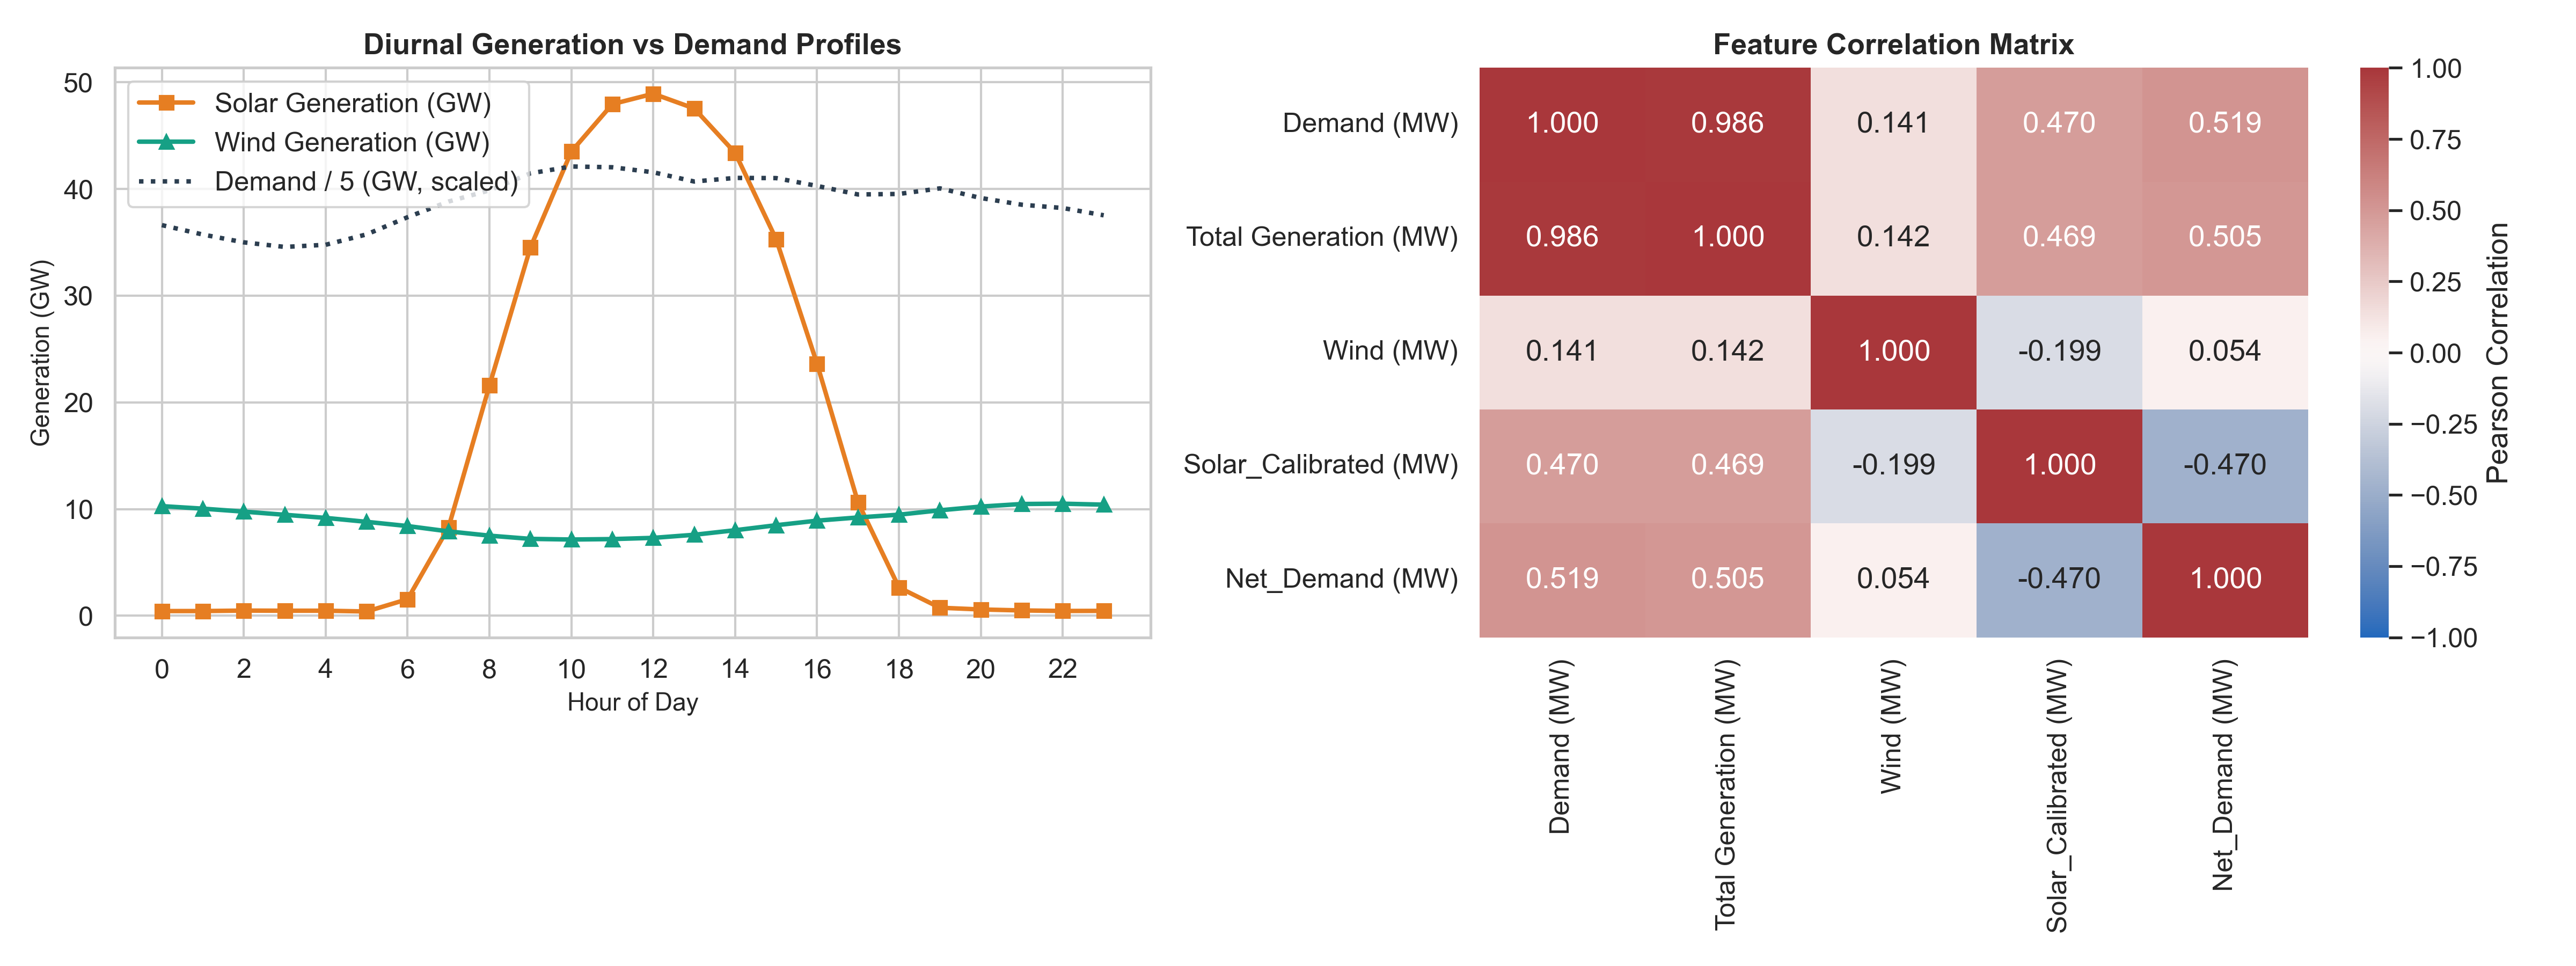 Diurnal Generation vs Demand Profiles
50
40
30
20
10
0
Generation (GW)
Solar Generation (GW)
Wind Generation (GW)
Demand / 5 (GW, scaled)
0 2 4 6 8 10 12 14 16 18 20 22
Hour of Day
Feature Correlation Matrix
Demand (MW) 1.000 0.986 0.141 0.470 0.519
Total Generation (MW) 0.986 1.000 0.142 0.469 0.505
Wind (MW) 0.141 0.142 1.000 -0.199 0.054
Solar_Calibrated (MW) 0.470 0.469 -0.199 1.000 -0.470
Net_Demand (MW) 0.519 0.505 0.054 -0.470 1.000
Demand (MW)
Total Generation (MW)
Wind (MW)
Solar_Calibrated (MW)
Net_Demand (MW)
1.00
0.75
0.50
0.25
0.00
−0.25
−0.50
−0.75
−1.00
Pearson Correlation